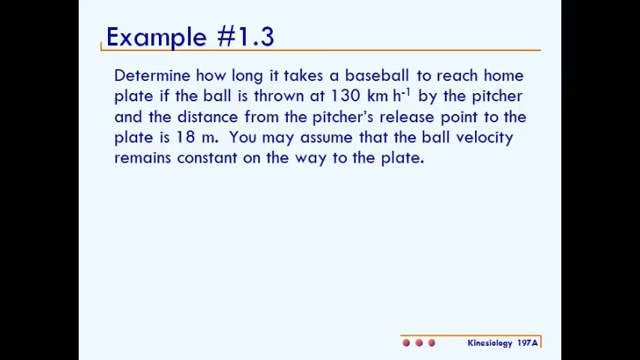 Example #1.3
Determine how long it takes a baseball to reach home
plate if the ball is thrown at 130 km h⁻¹ by the pitcher
and the distance from the pitcher's release point to the
plate is 18 m. You may assume that the ball velocity
remains constant on the way to the plate.
Kinesiology 197A